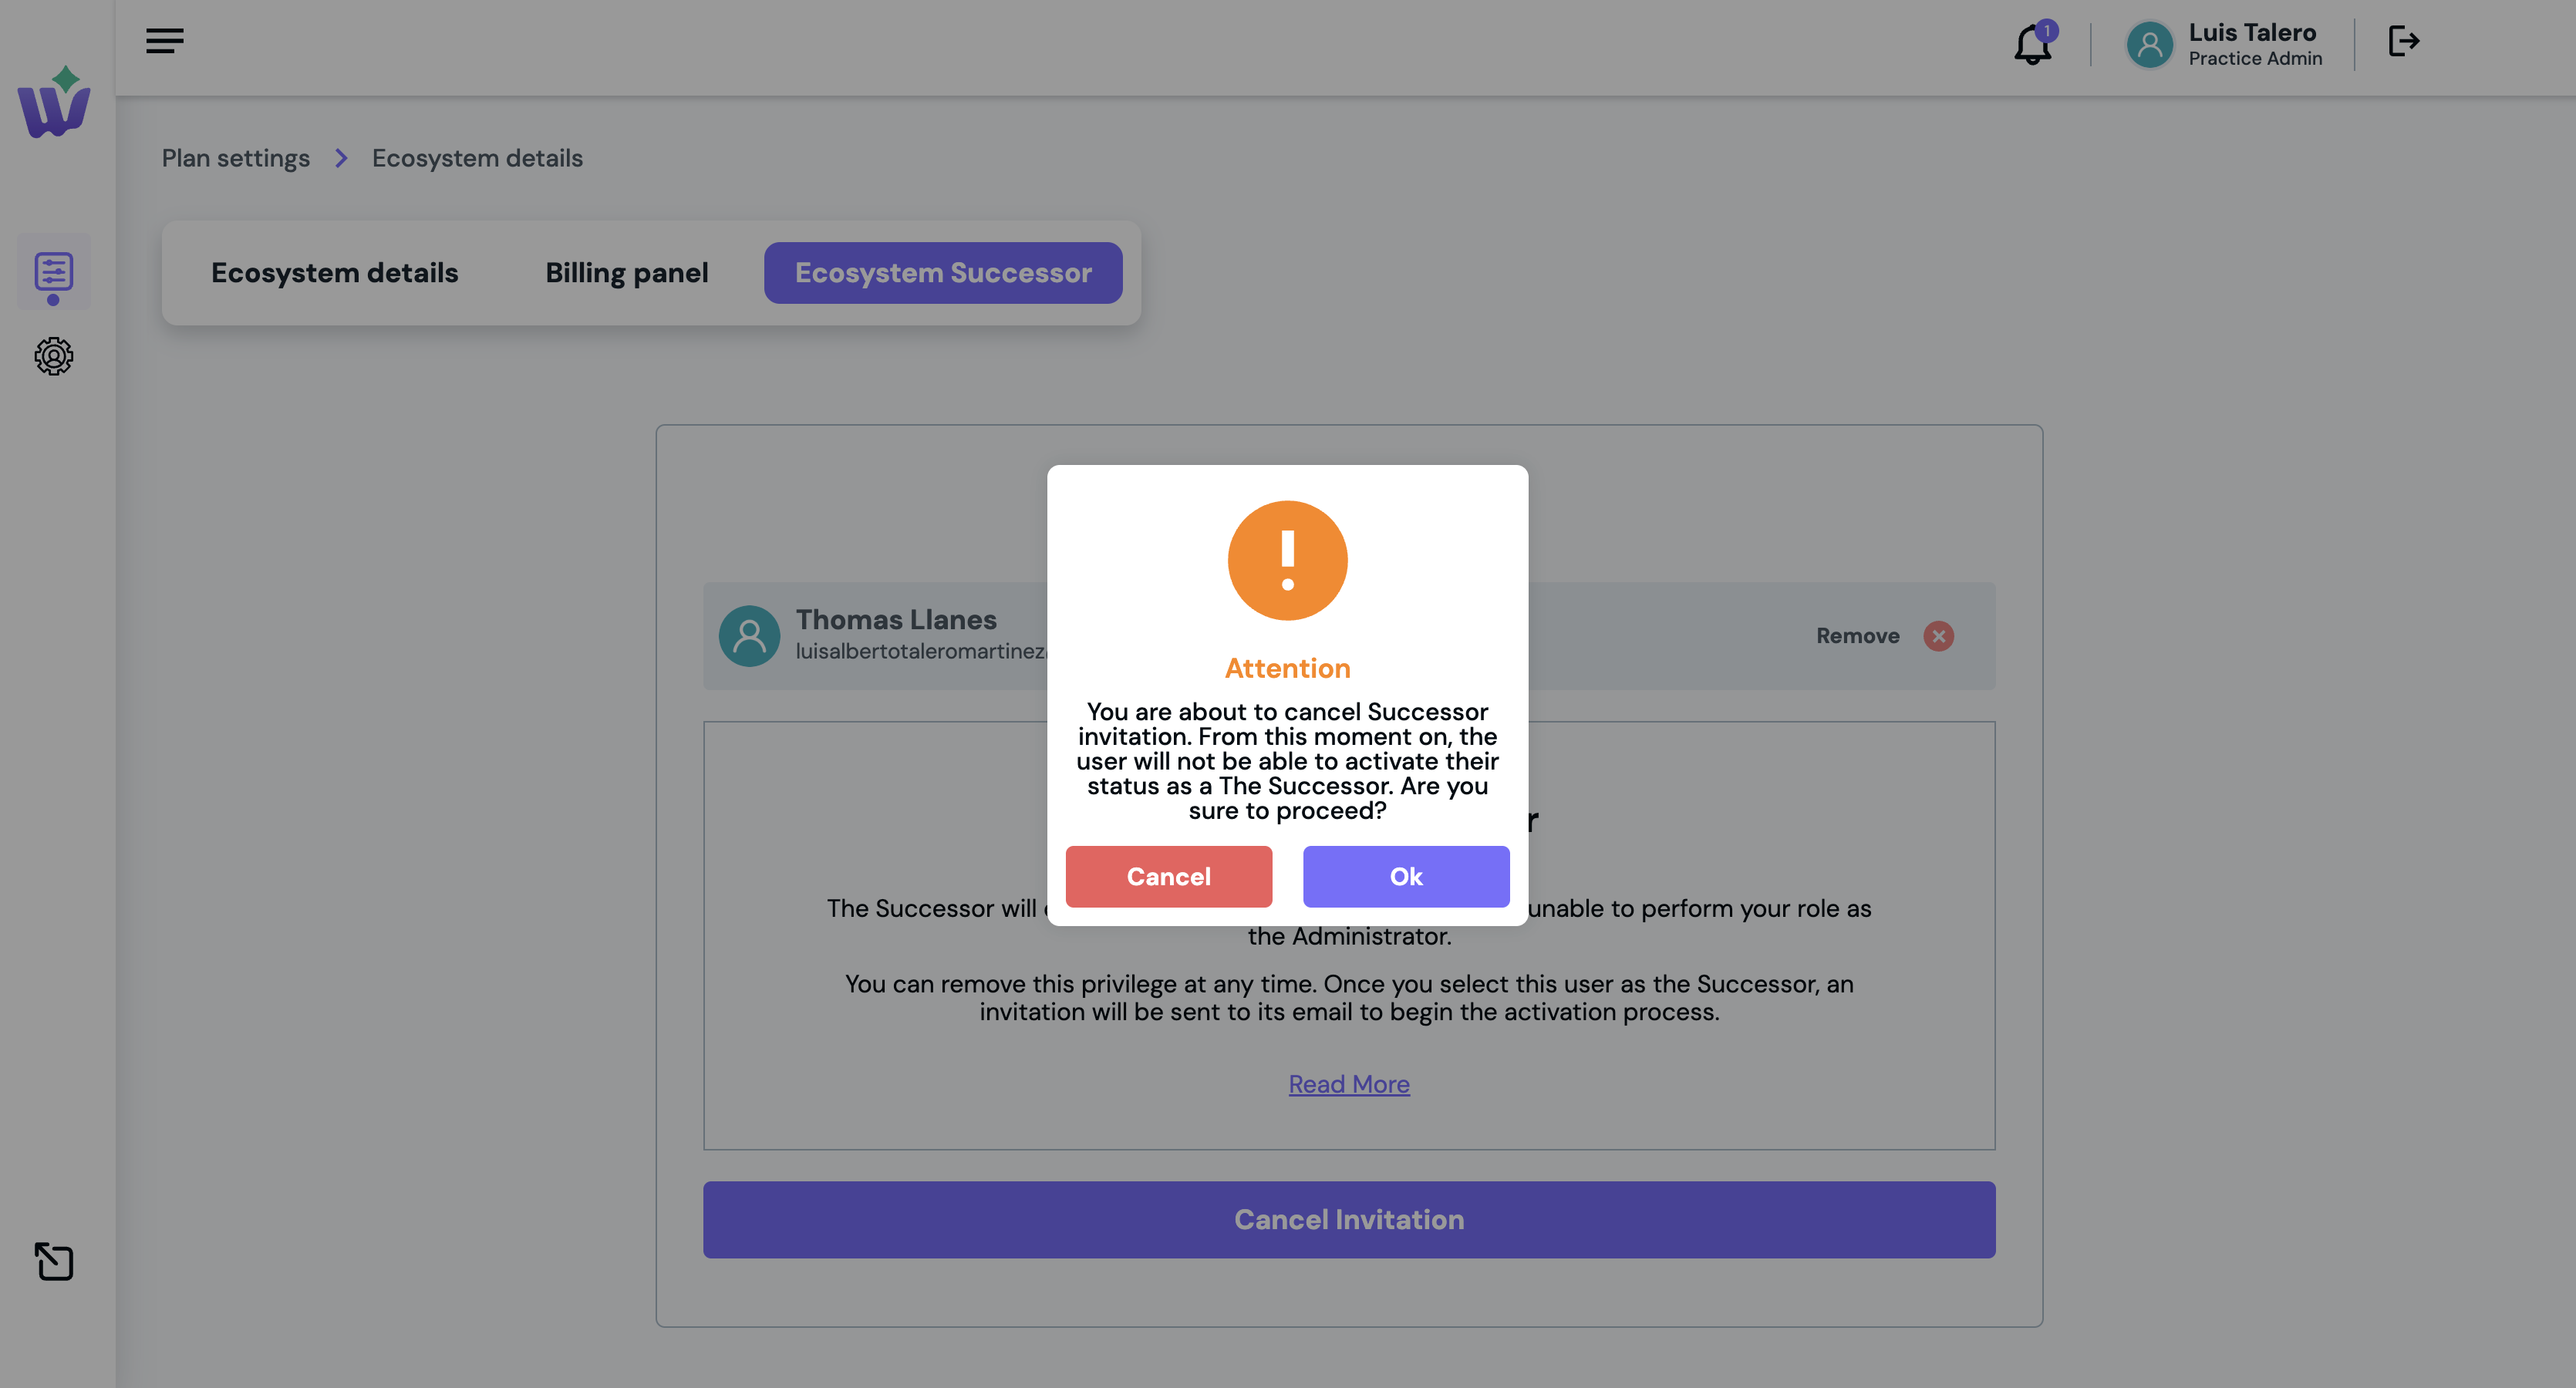 1
Luis Talero
Practice Admin
Plan settings
Ecosystem details
Ecosystem details
Billing panel
Ecosystem Successor
Thomas Llanes
luisalbertotaleromartinez
Remove
Attention
You are about to cancel Successor
invitation. From this moment on, the
user will not be able to activate their
status as a The Successor. Are you
sure to proceed?
Cancel
Ok
The Successor will
unable to perform your role as
the Administrator.
You can remove this privilege at any time. Once you select this user as the Successor, an
invitation will be sent to its email to begin the activation process.
Read More
Cancel Invitation